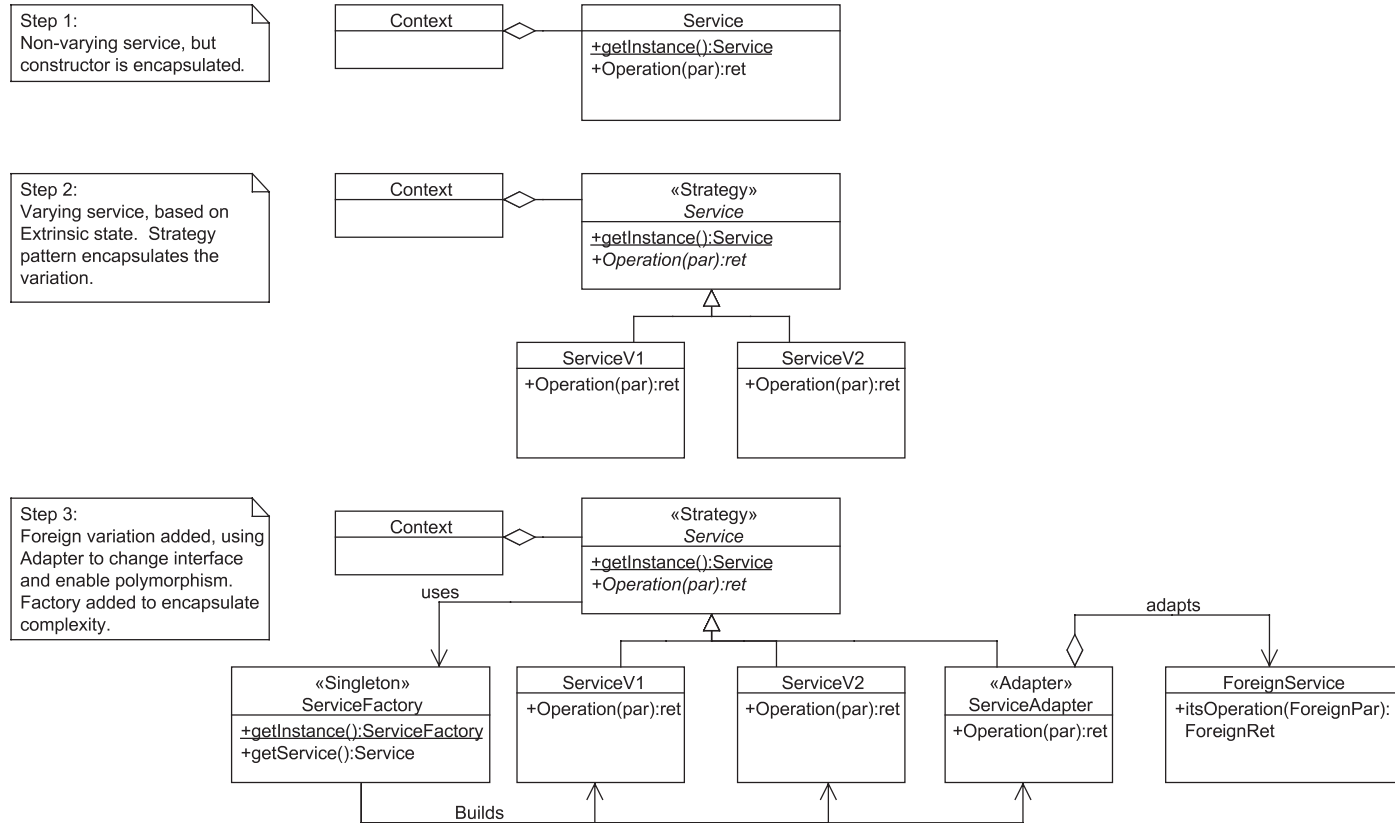 Step 1:
Non-varying service, but
constructor is encapsulated.
Context
Service
+getInstance():Service
+Operation(par):ret
Step 2:
Varying service, based on
Extrinsic state. Strategy
pattern encapsulates the
variation.
Context
«Strategy»
Service
+getInstance():Service
+Operation(par):ret
ServiceV1
+Operation(par):ret
ServiceV2
+Operation(par):ret
Step 3:
Foreign variation added, using
Adapter to change interface
and enable polymorphism.
Factory added to encapsulate
complexity.
Context
«Strategy»
Service
+getInstance():Service
+Operation(par):ret
uses
adapts
«Singleton»
ServiceFactory
+getInstance():ServiceFactory
+getService():Service
ServiceV1
+Operation(par):ret
ServiceV2
+Operation(par):ret
«Adapter»
ServiceAdapter
+Operation(par):ret
ForeignService
+itsOperation(ForeignPar):
ForeignRet
Builds